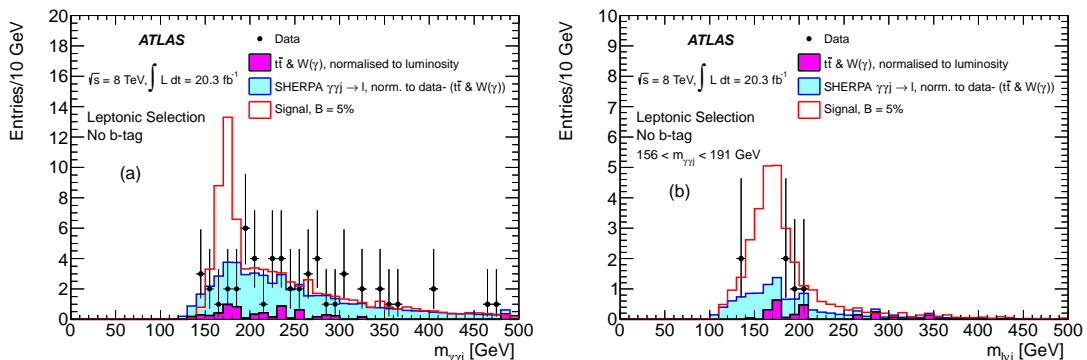 Entries/10 GeV
20
18
16
14
12
10
8
6
4
2
0
ATLAS
√s = 8 TeV, ∫ L dt = 20.3 fb⁻¹
Leptonic Selection
No b-tag
(a)
Data
tt̄ & W(γ), normalised to luminosity
SHERPA γγj → l, norm. to data- (tt̄ & W(γ))
Signal, B = 5%
0 50 100 150 200 250 300 350 400 450 500
m_γγj [GeV]
Entries/10 GeV
10
9
8
7
6
5
4
3
2
1
0
ATLAS
√s = 8 TeV, ∫ L dt = 20.3 fb⁻¹
Leptonic Selection
No b-tag
156 < m_γγj < 191 GeV
(b)
Data
tt̄ & W(γ), normalised to luminosity
SHERPA γγj → l, norm. to data- (tt̄ & W(γ))
Signal, B = 5%
0 50 100 150 200 250 300 350 400 450 500
m_lνj [GeV]